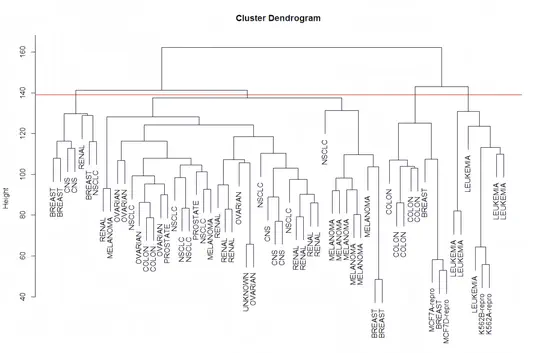 Cluster Dendrogram
Height
160
140
120
100
80
60
40
BREAST
BREAST
CNS
CNS
RENAL
BREAST
NSCLC
RENAL
MELANOMA
OVARIAN
OVARIAN
NSCLC
OVARIAN
COLON
COLON
OVARIAN
PROSTATE
NSCLC
NSCLC
NSCLC
PROSTATE
NSCLC
MELANOMA
RENAL
RENAL
RENAL
OVARIAN
UNKNOWN
OVARIAN
NSCLC
CNS
CNS
CNS
NSCLC
RENAL
RENAL
RENAL
RENAL
NSCLC
MELANOMA
MELANOMA
MELANOMA
MELANOMA
MELANOMA
MELANOMA
BREAST
BREAST
MELANOMA
COLON
COLON
COLON
COLON
COLON
COLON
BREAST
MCF7A-repro
BREAST
MCF7D-repro
LEUKEMIA
LEUKEMIA
LEUKEMIA
LEUKEMIA
K562B-repro
K562A-repro
LEUKEMIA
LEUKEMIA